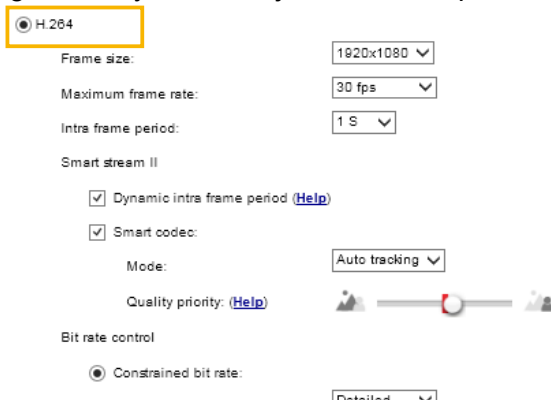 H.264
Frame size: 1920x1080
Maximum frame rate: 30 fps
Intra frame period: 1 S
Smart stream II
Dynamic intra frame period (Help)
Smart codec:
Mode: Auto tracking
Quality priority: (Help)
Bit rate control
Constrained bit rate:
Detailed